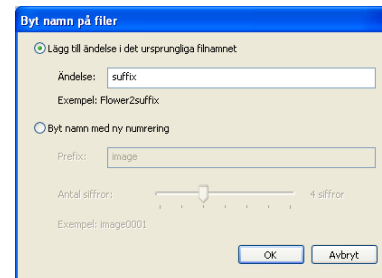 Byt namn på filer
Lägg till ändelse i det ursprungliga filnamnet
Ändelse: suffix
Exempel: Flower2suffix
Byt namn med ny numrering
Prefix: image
Antal siffror: 4 siffror
Exempel: image0001
OK Avbryt